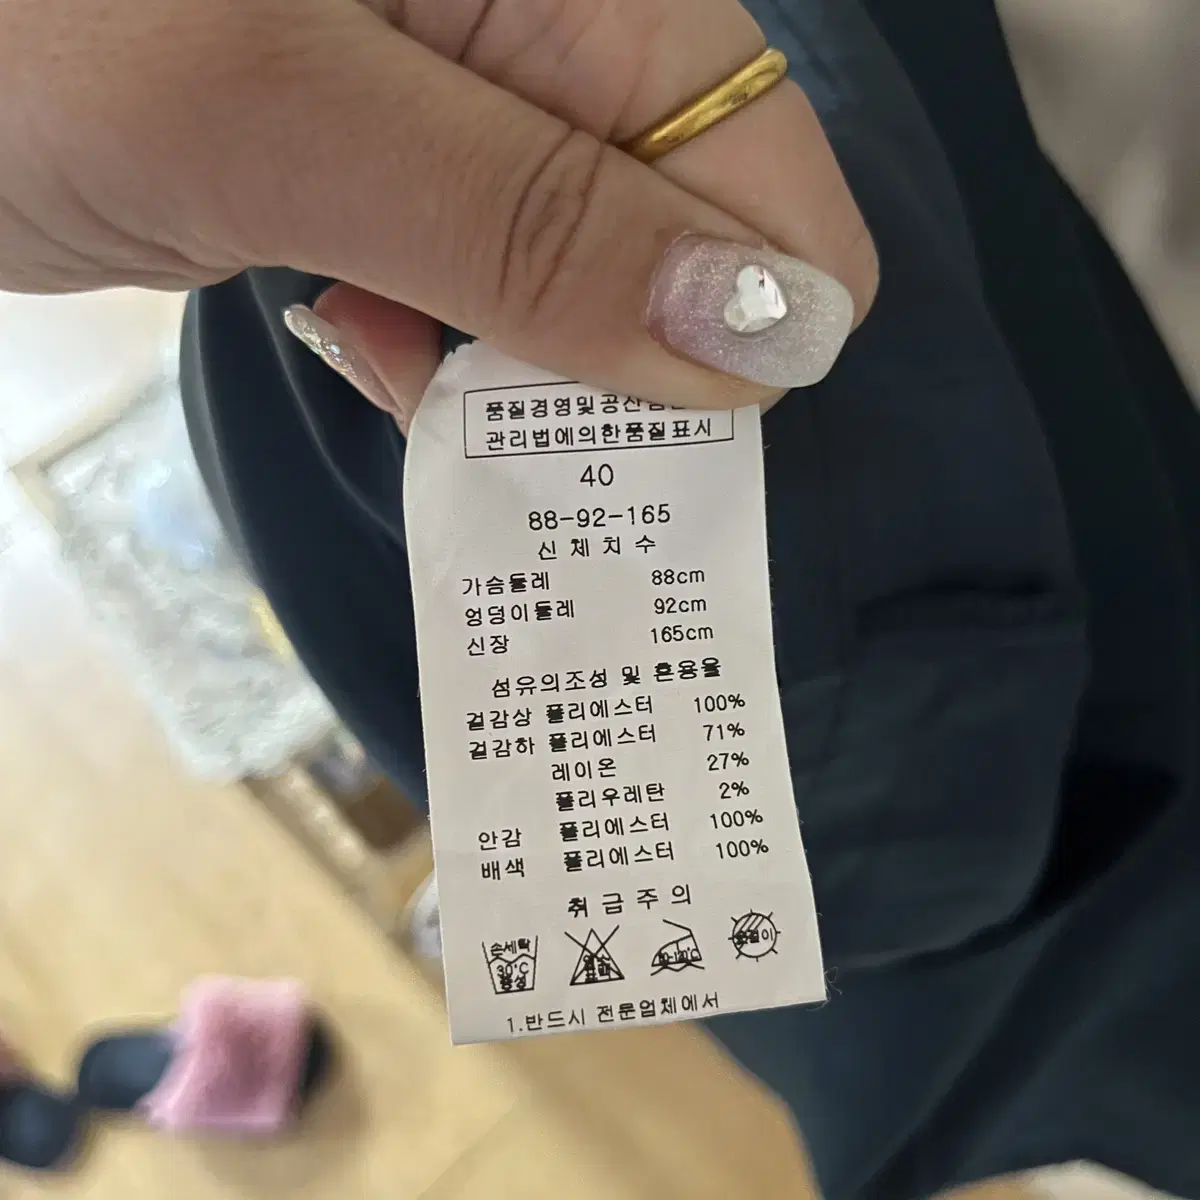 품질경영및공산
관리법에의한품질표시
40
88-92-165
신체치수
가슴둘레 88cm
엉덩이둘레 92cm
신장 165cm
섬유의조성 및 혼용율
겉감상 폴리에스터 100%
겉감하 폴리에스터 71%
레이온 27%
폴리우레탄 2%
안감 폴리에스터 100%
배색 폴리에스터 100%
취급주의
손세탁
30°C
중성
1.반드시 전문업체에서